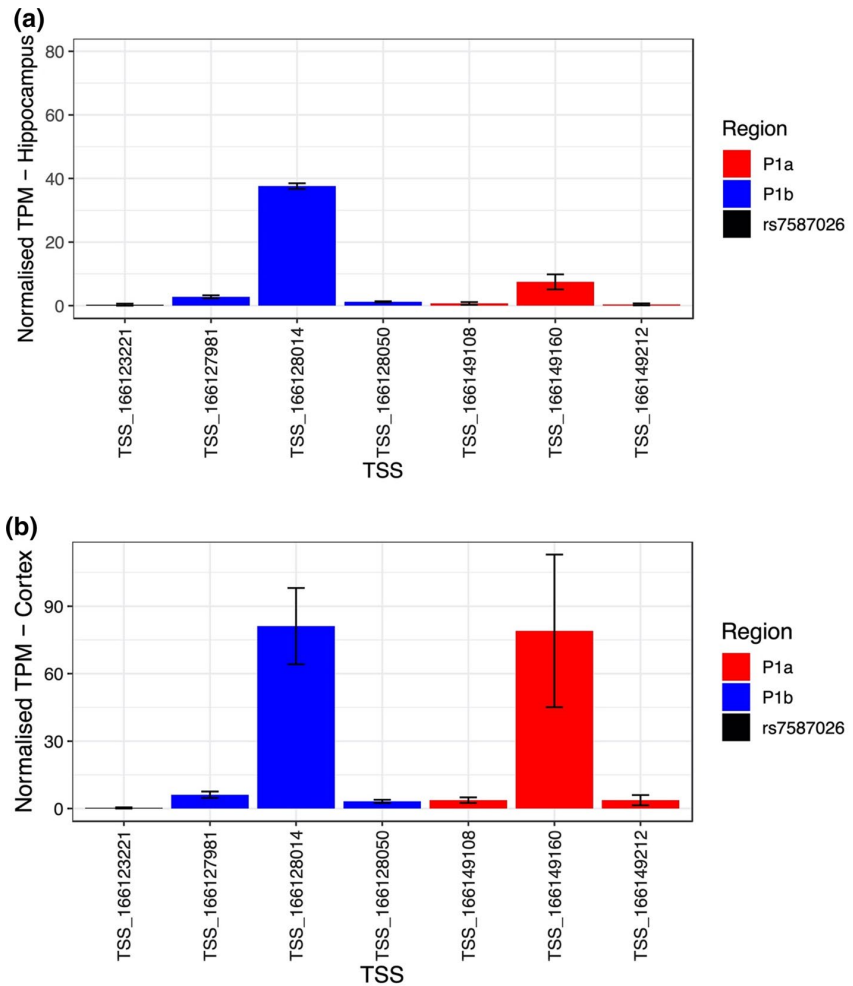 (a)
Normalised TPM – Hippocampus
80
60
40
20
0
TSS_166123221
TSS_166127981
TSS_166128014
TSS_166128050
TSS_166149108
TSS_166149160
TSS_166149212
TSS
Region
P1a
P1b
rs7587026
(b)
Normalised TPM – Cortex
90
60
30
0
TSS_166123221
TSS_166127981
TSS_166128014
TSS_166128050
TSS_166149108
TSS_166149160
TSS_166149212
TSS
Region
P1a
P1b
rs7587026